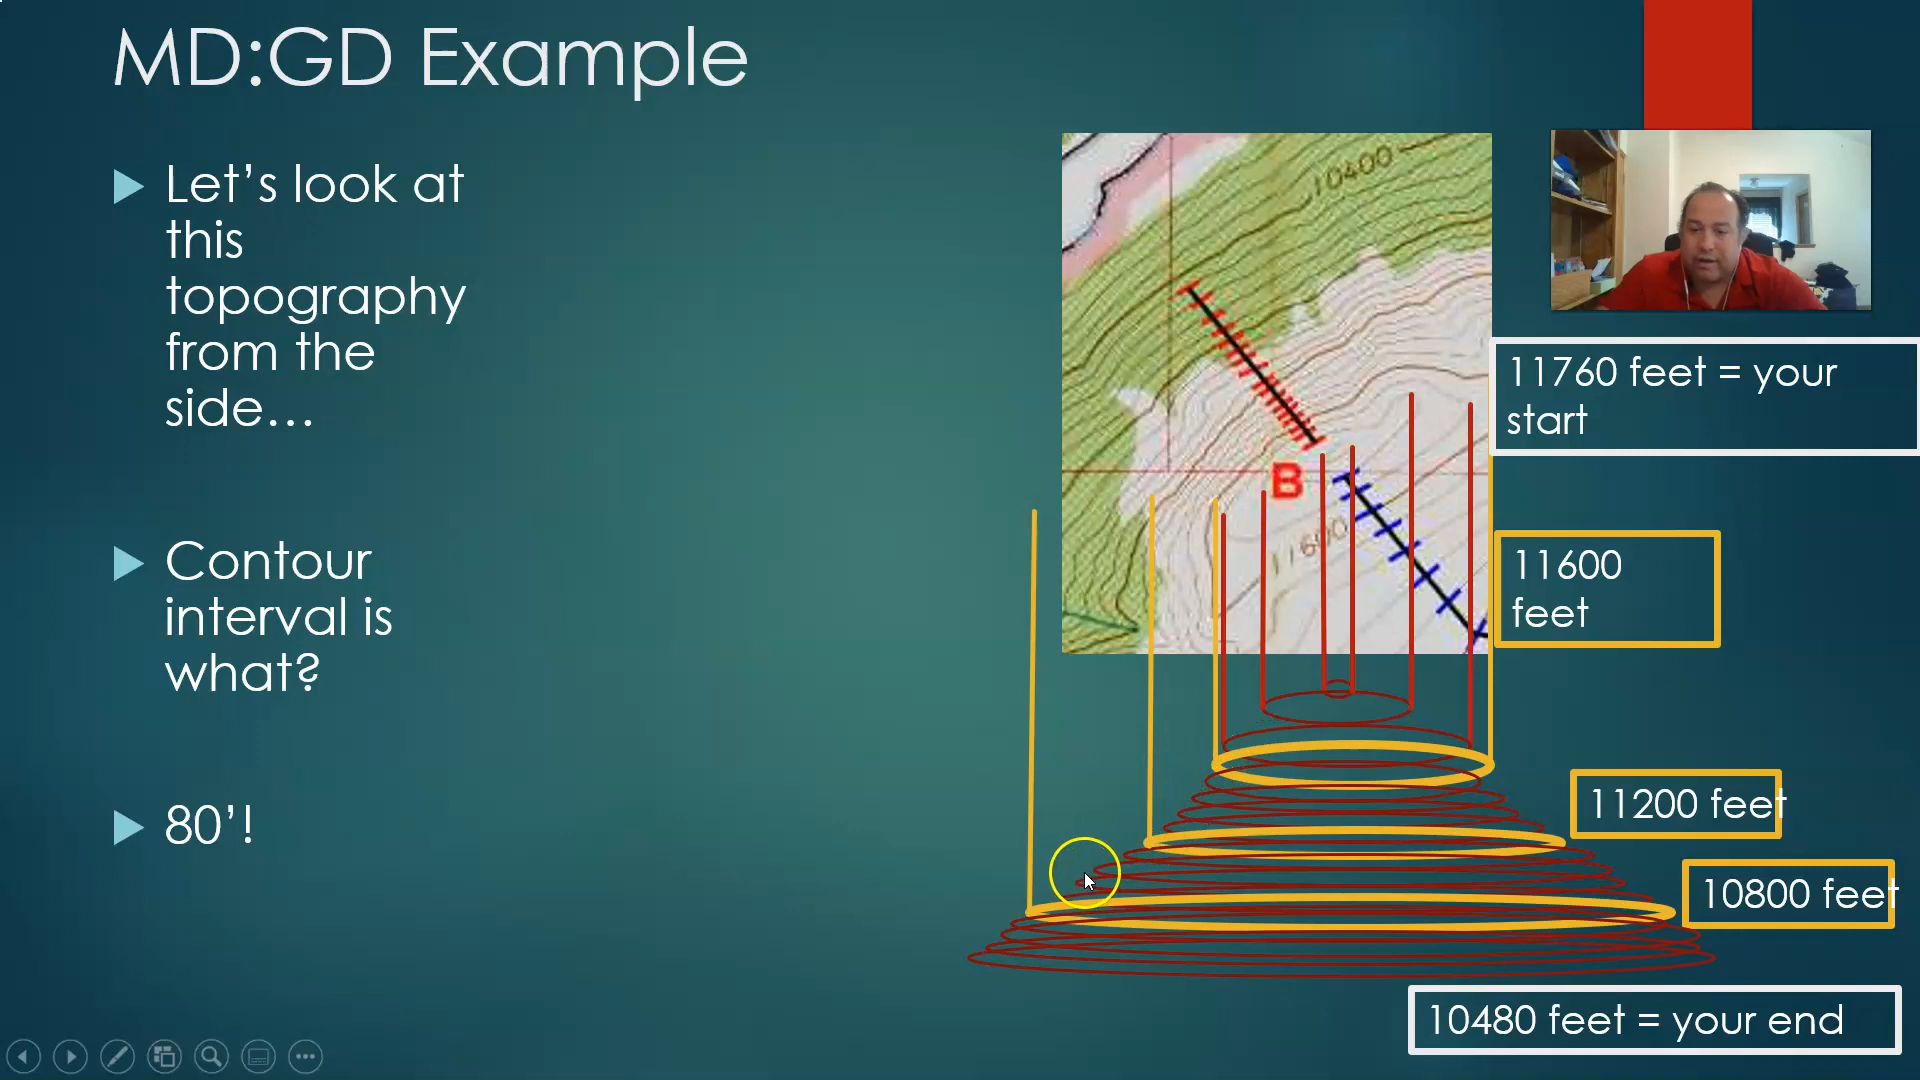 MD:GD Example
Let’s look at
this
topography
from the
side…
Contour
interval is
what?
80’!
10400
B
11600
11760 feet = your
start
11600
feet
11200 feet
10800 feet
10480 feet = your end